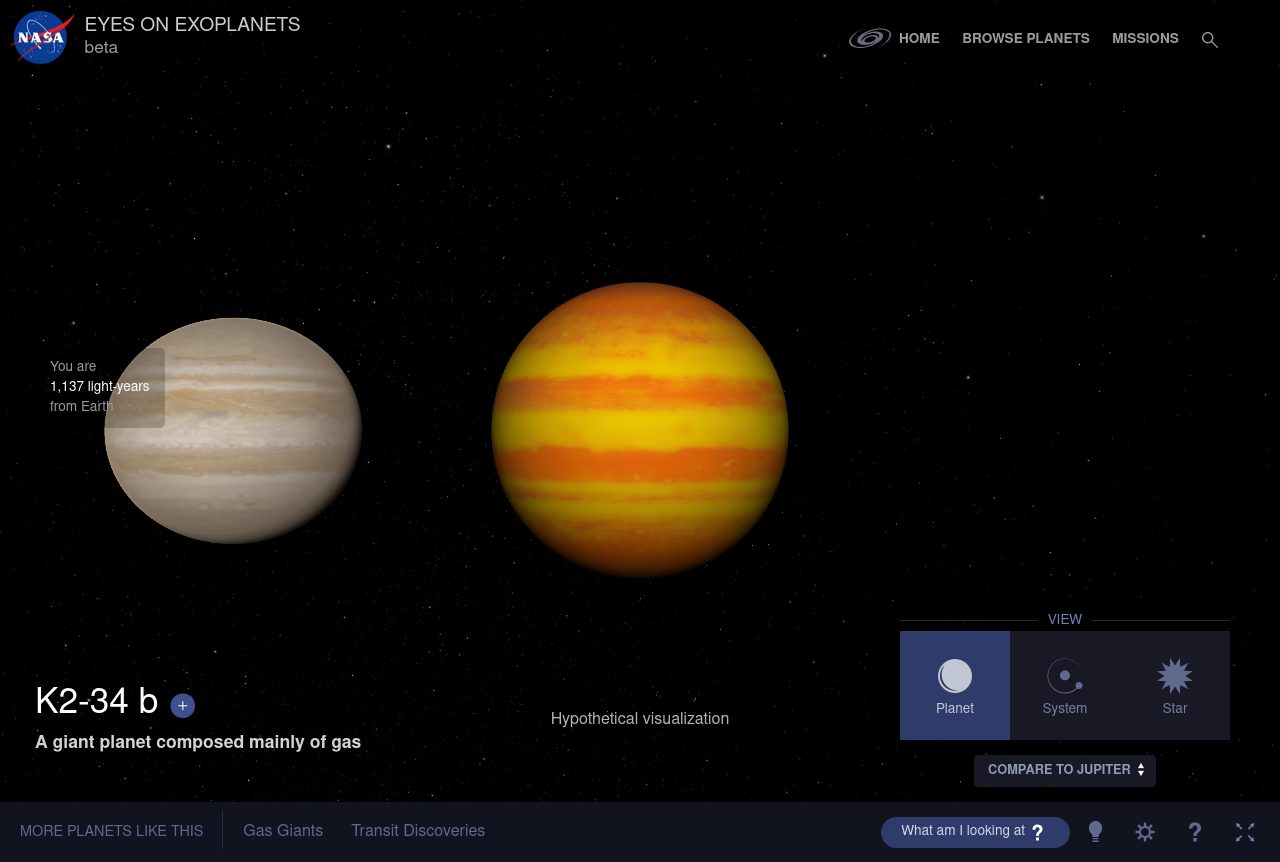 NASA
EYES ON EXOPLANETS
beta
HOME
BROWSE PLANETS
MISSIONS
You are
1,137 light-years
from Earth
VIEW
Planet
System
Star
K2-34 b +
A giant planet composed mainly of gas
Hypothetical visualization
COMPARE TO JUPITER
MORE PLANETS LIKE THIS
Gas Giants
Transit Discoveries
What am I looking at ?
?